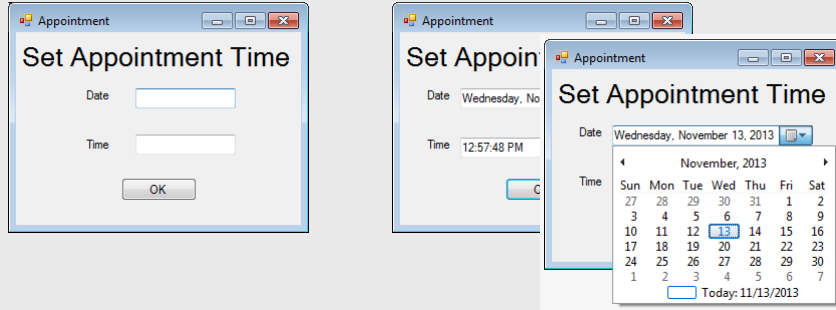 Appointment
Set Appointment Time
Date
Time
OK
Appointment
Set Appoin
Date Wednesday, No
Time 12:57:48 PM
Appointment
Set Appointment Time
Date Wednesday, November 13, 2013
Time
November, 2013
Sun Mon Tue Wed Thu Fri Sat
27 28 29 30 31 1 2
3 4 5 6 7 8 9
10 11 12 13 14 15 16
17 18 19 20 21 22 23
24 25 26 27 28 29 30
1 2 3 4 5 6 7
Today: 11/13/2013